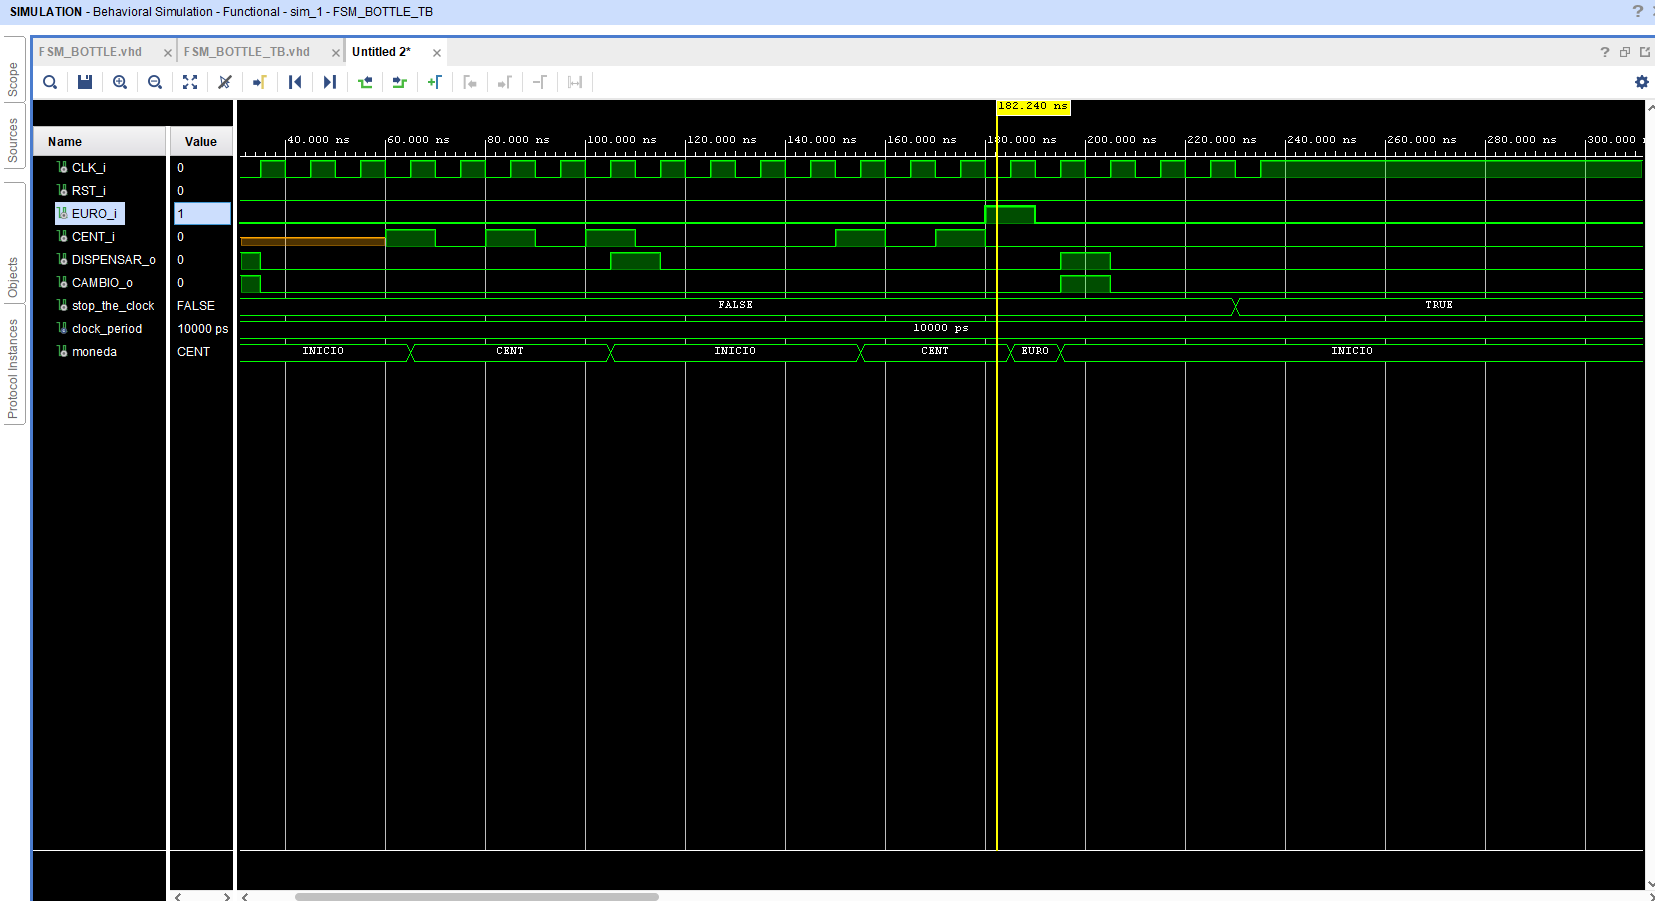 SIMULATION - Behavioral Simulation - Functional - sim_1 - FSM_BOTTLE_TB
?
FSM_BOTTLE.vhd × FSM_BOTTLE_TB.vhd × Untitled 2* ×
?
Scope
Sources
Objects
Protocol Instances
182.240 ns
Name Value
40.000 ns 60.000 ns 80.000 ns 100.000 ns 120.000 ns 140.000 ns 160.000 ns 180.000 ns 200.000 ns 220.000 ns 240.000 ns 260.000 ns 280.000 ns 300.000
CLK_i 0
RST_i 0
EURO_i 1
CENT_i 0
DISPENSAR_o 0
CAMBIO_o 0
stop_the_clock FALSE FALSE TRUE
clock_period 10000 ps 10000 ps
moneda CENT INICIO CENT INICIO CENT EURO INICIO